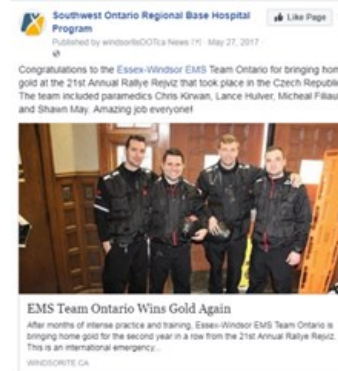 Southwest Ontario Regional Base Hospital
Program
Like Page
Published by windsoriteDOTca News [?] · May 27, 2017 ·
Congratulations to the Essex-Windsor EMS Team Ontario for bringing hom
gold at the 21st Annual Rallye Rejviz that took place in the Czech Republi
The team included paramedics Chris Kirwan, Lance Hulver, Micheal Filiau
and Shawn May. Amazing job everyone!
EMS Team Ontario Wins Gold Again
After months of intense practice and training, Essex-Windsor EMS Team Ontario is
bringing home gold for the second year in a row from the 21st Annual Rallye Rejviz.
This is an international emergency...
WINDSORITE.CA